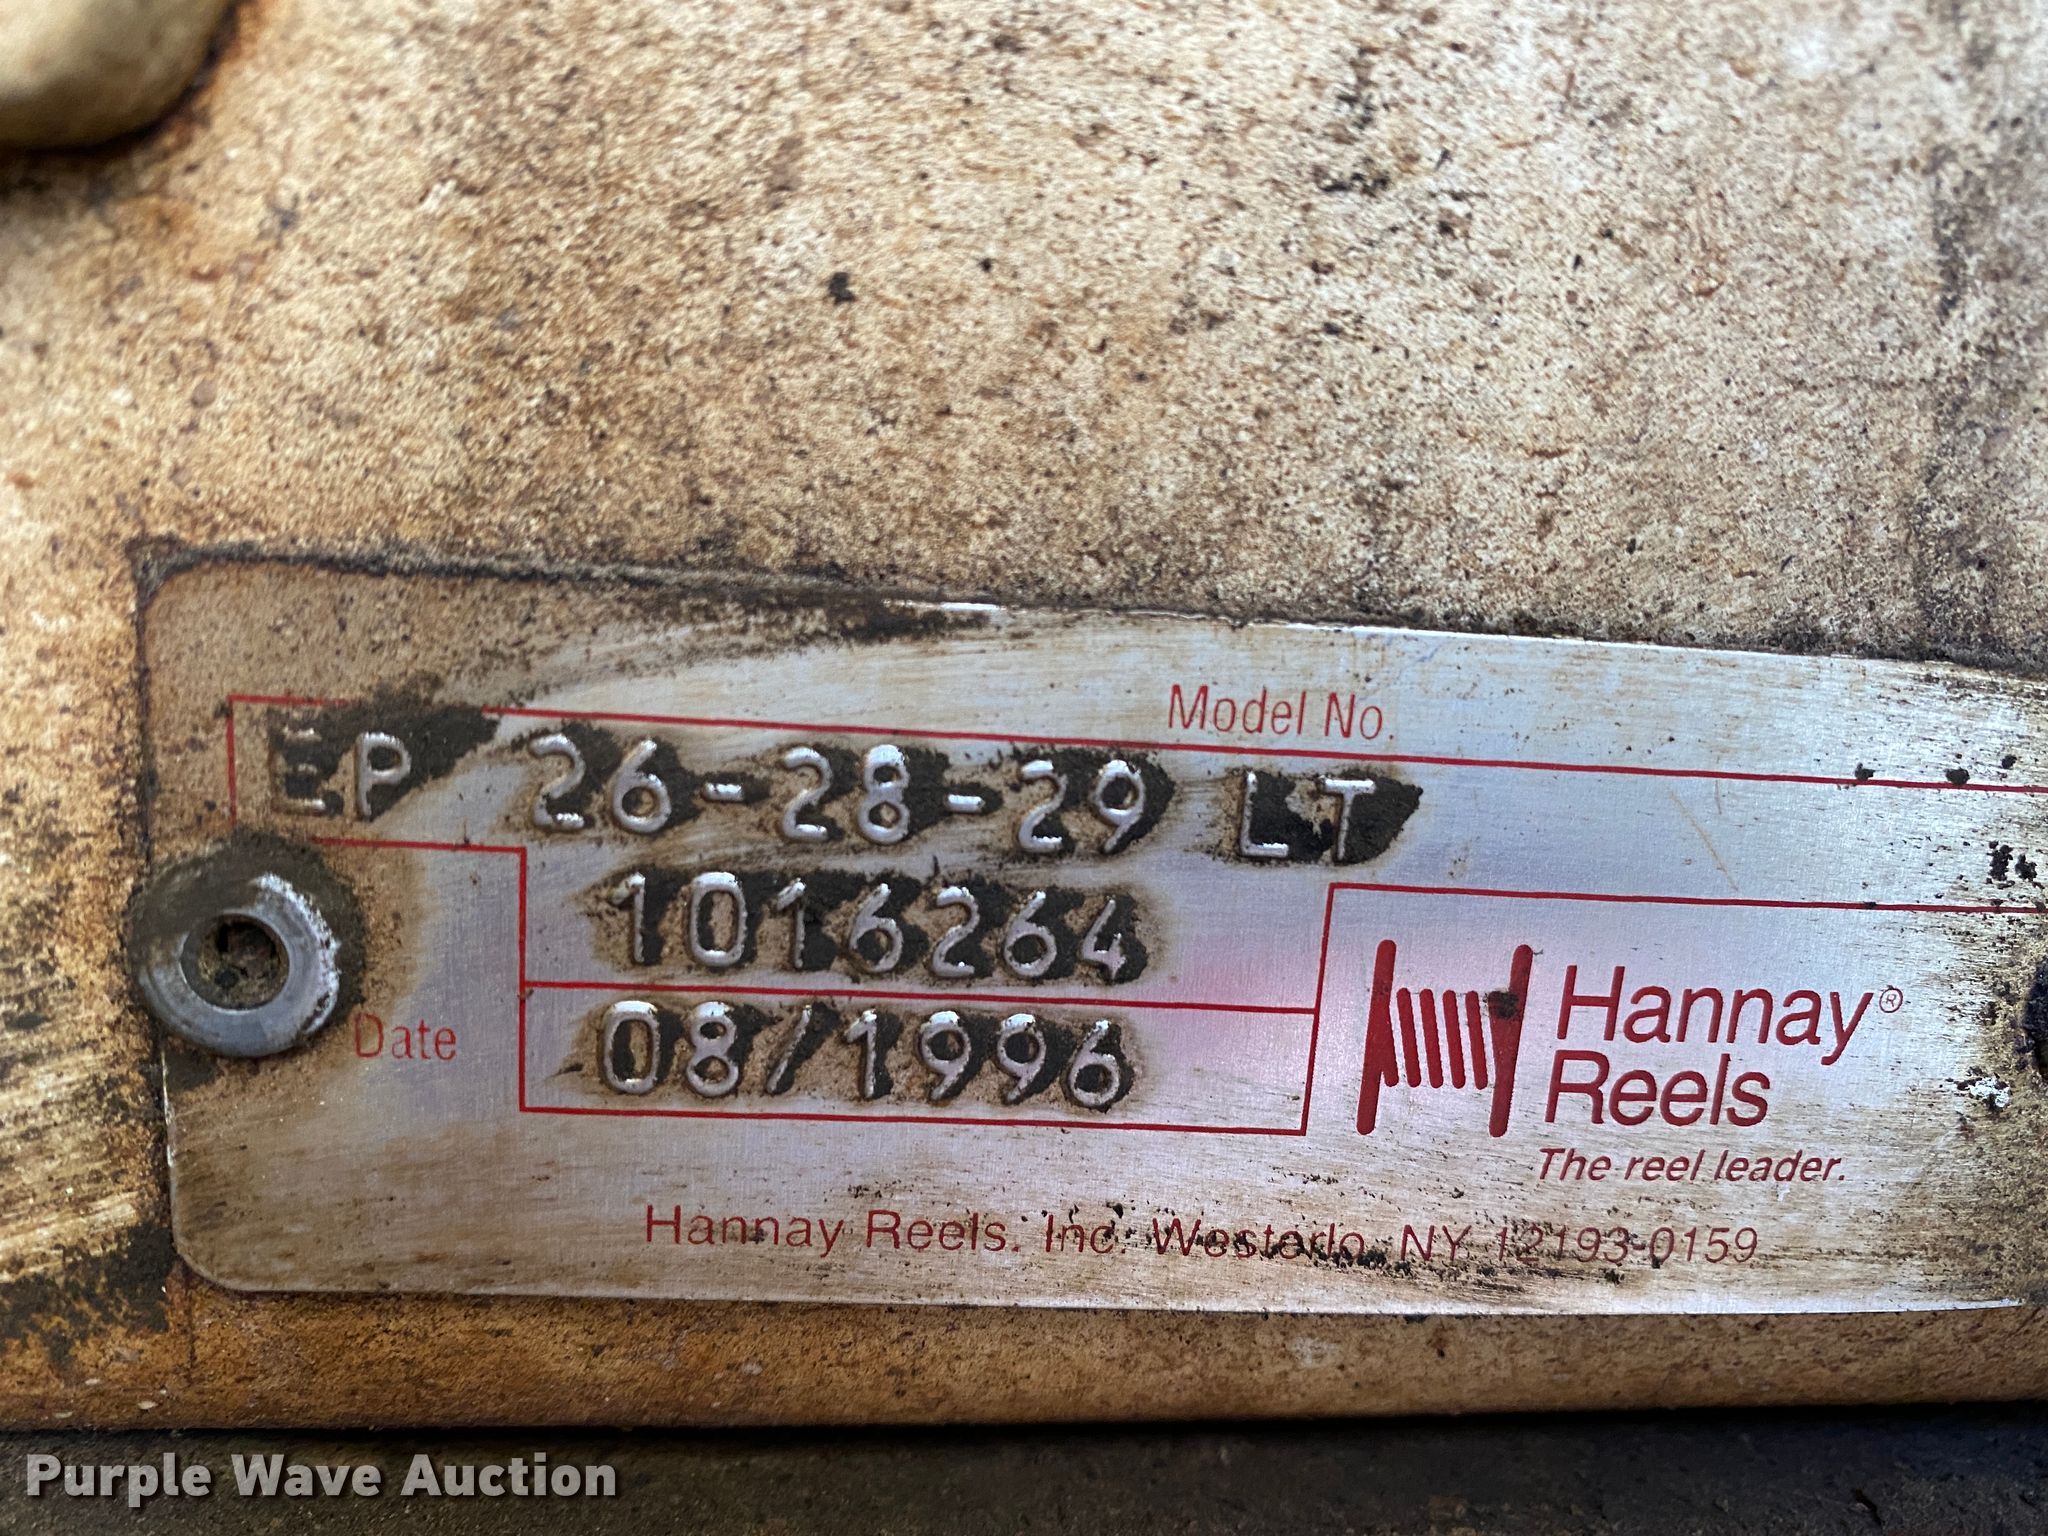 Model No.
EP 26-28-29 LT
1016264
Date 08/1996
Hannay®
Reels
The reel leader.
Hannay Reels. Inc. Westerlo, NY 12193-0159
Purple Wave Auction